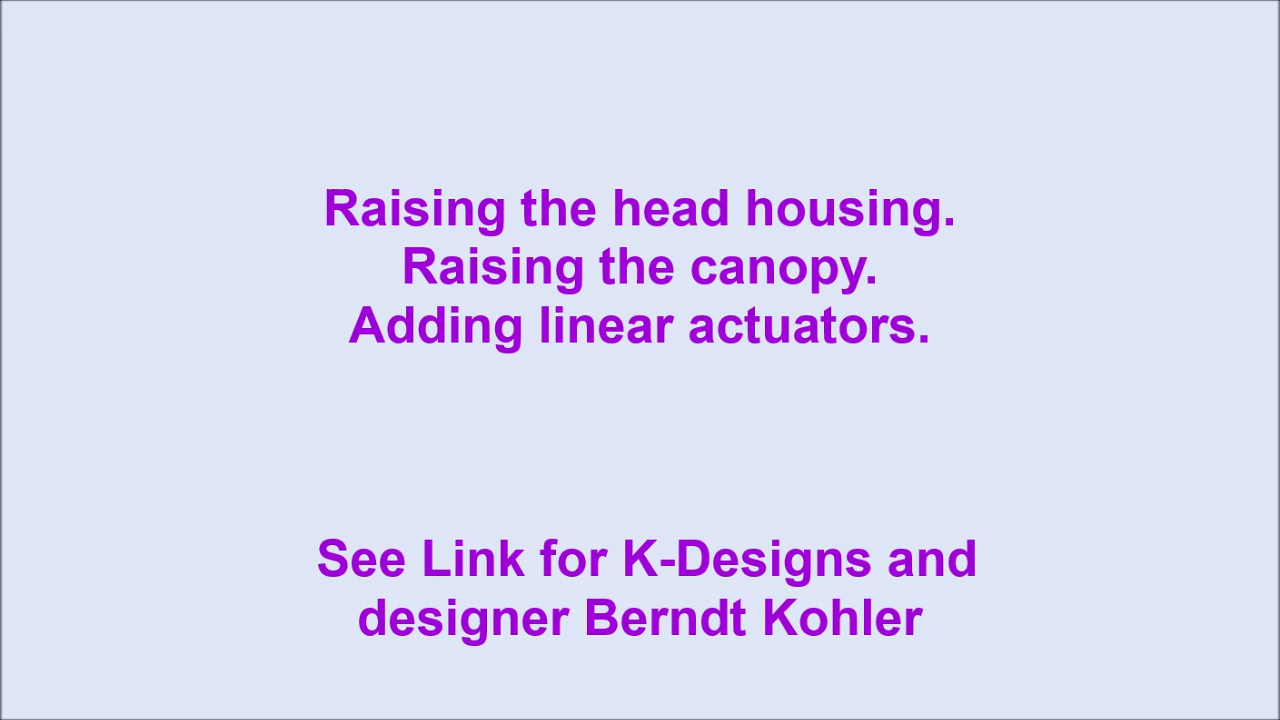 Raising the head housing.
Raising the canopy.
Adding linear actuators.
See Link for K-Designs and
designer Berndt Kohler